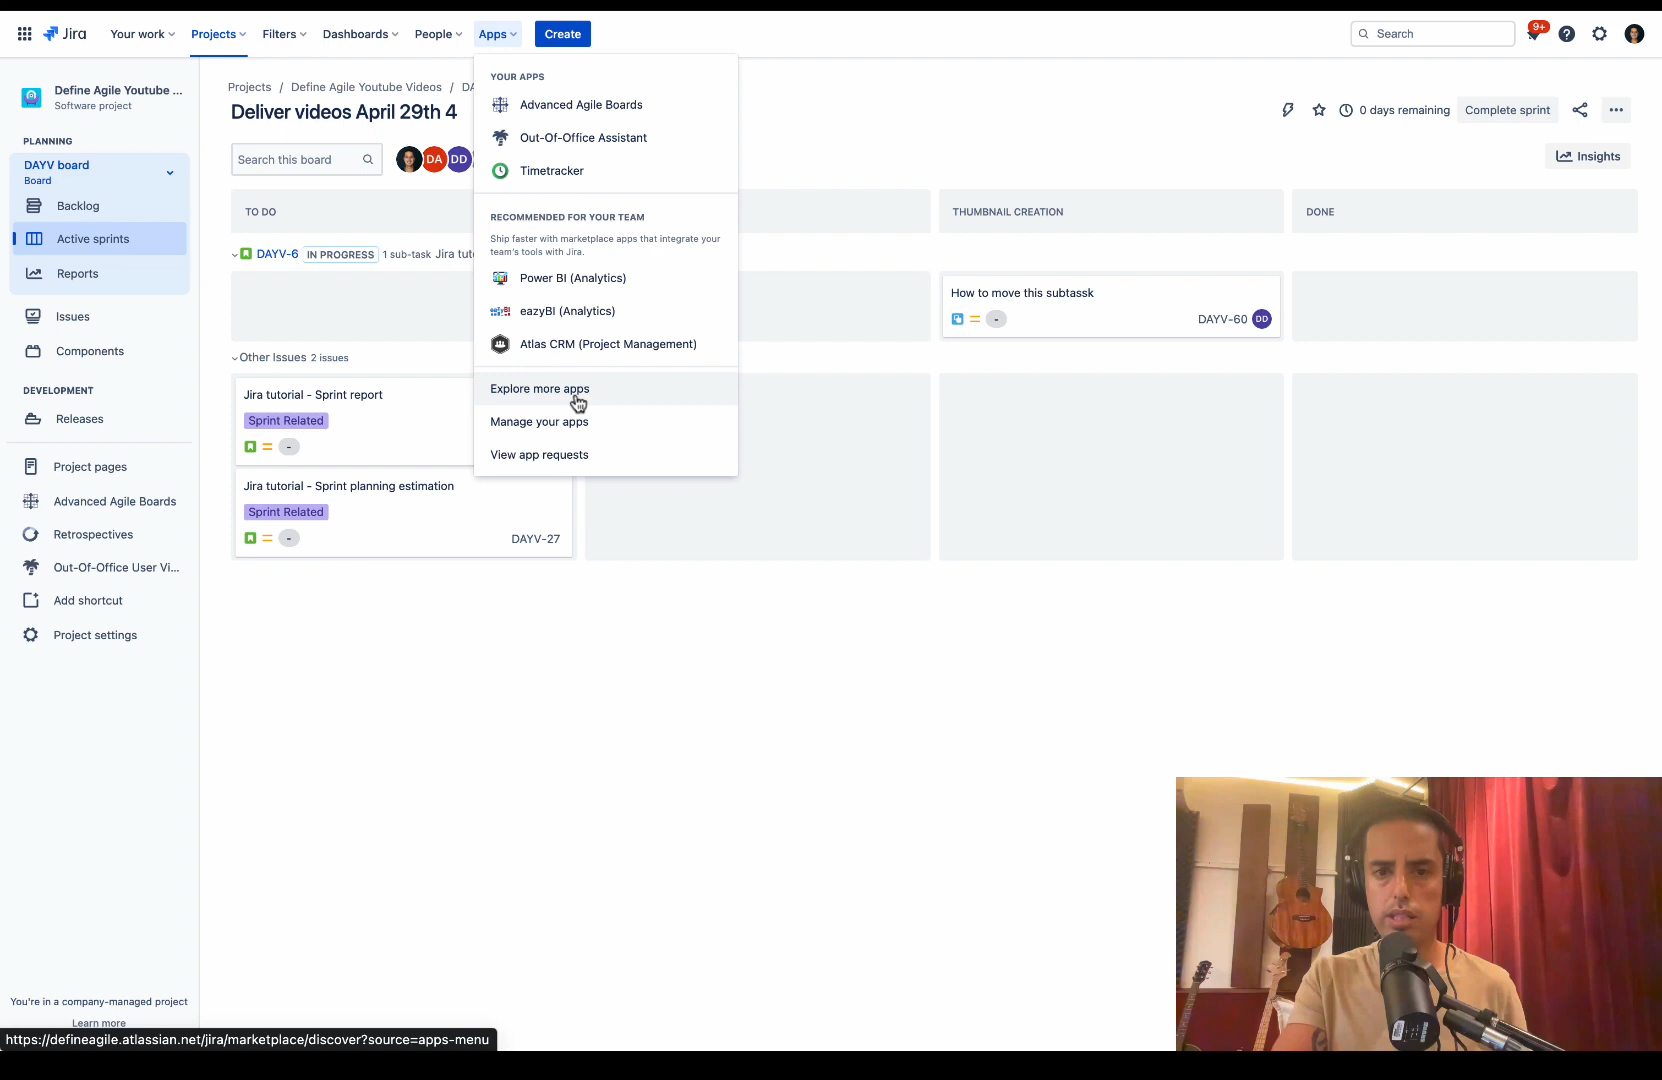 Jira
Your work
Projects
Filters
Dashboards
People
Apps
Create
Search
9+
Define Agile Youtube ...
Software project
PLANNING
DAYV board
Board
Backlog
Active sprints
Reports
Issues
Components
DEVELOPMENT
Releases
Project pages
Advanced Agile Boards
Retrospectives
Out-Of-Office User Vi...
Add shortcut
Project settings
You're in a company-managed project
Learn more
https://defineagile.atlassian.net/jira/marketplace/discover?source=apps-menu
Projects / Define Agile Youtube Videos / DA
Deliver videos April 29th 4
0 days remaining
Complete sprint
Search this board
DA
DD
Insights
YOUR APPS
Advanced Agile Boards
Out-Of-Office Assistant
Timetracker
RECOMMENDED FOR YOUR TEAM
Ship faster with marketplace apps that integrate your
team's tools with Jira.
Power BI (Analytics)
eazyBI (Analytics)
Atlas CRM (Project Management)
Explore more apps
Manage your apps
View app requests
TO DO
THUMBNAIL CREATION
DONE
DAYV-6 IN PROGRESS 1 sub-task Jira tut
How to move this subtassk
- DAYV-60 DD
Other Issues 2 issues
Jira tutorial - Sprint report
Sprint Related
-
Jira tutorial - Sprint planning estimation
Sprint Related
- DAYV-27